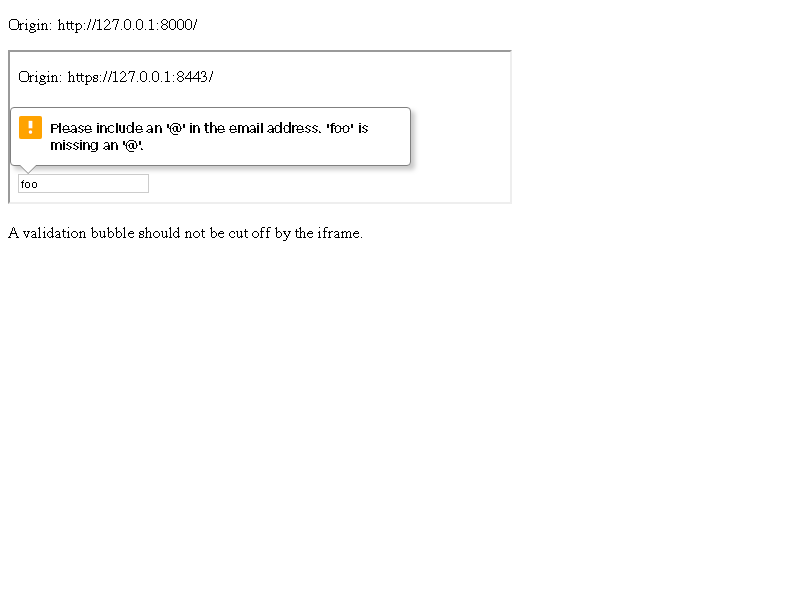 Origin: http://127.0.0.1:8000/
Origin: https://127.0.0.1:8443/
Please include an '@' in the email address. 'foo' is
missing an '@'.
foo
A validation bubble should not be cut off by the iframe.